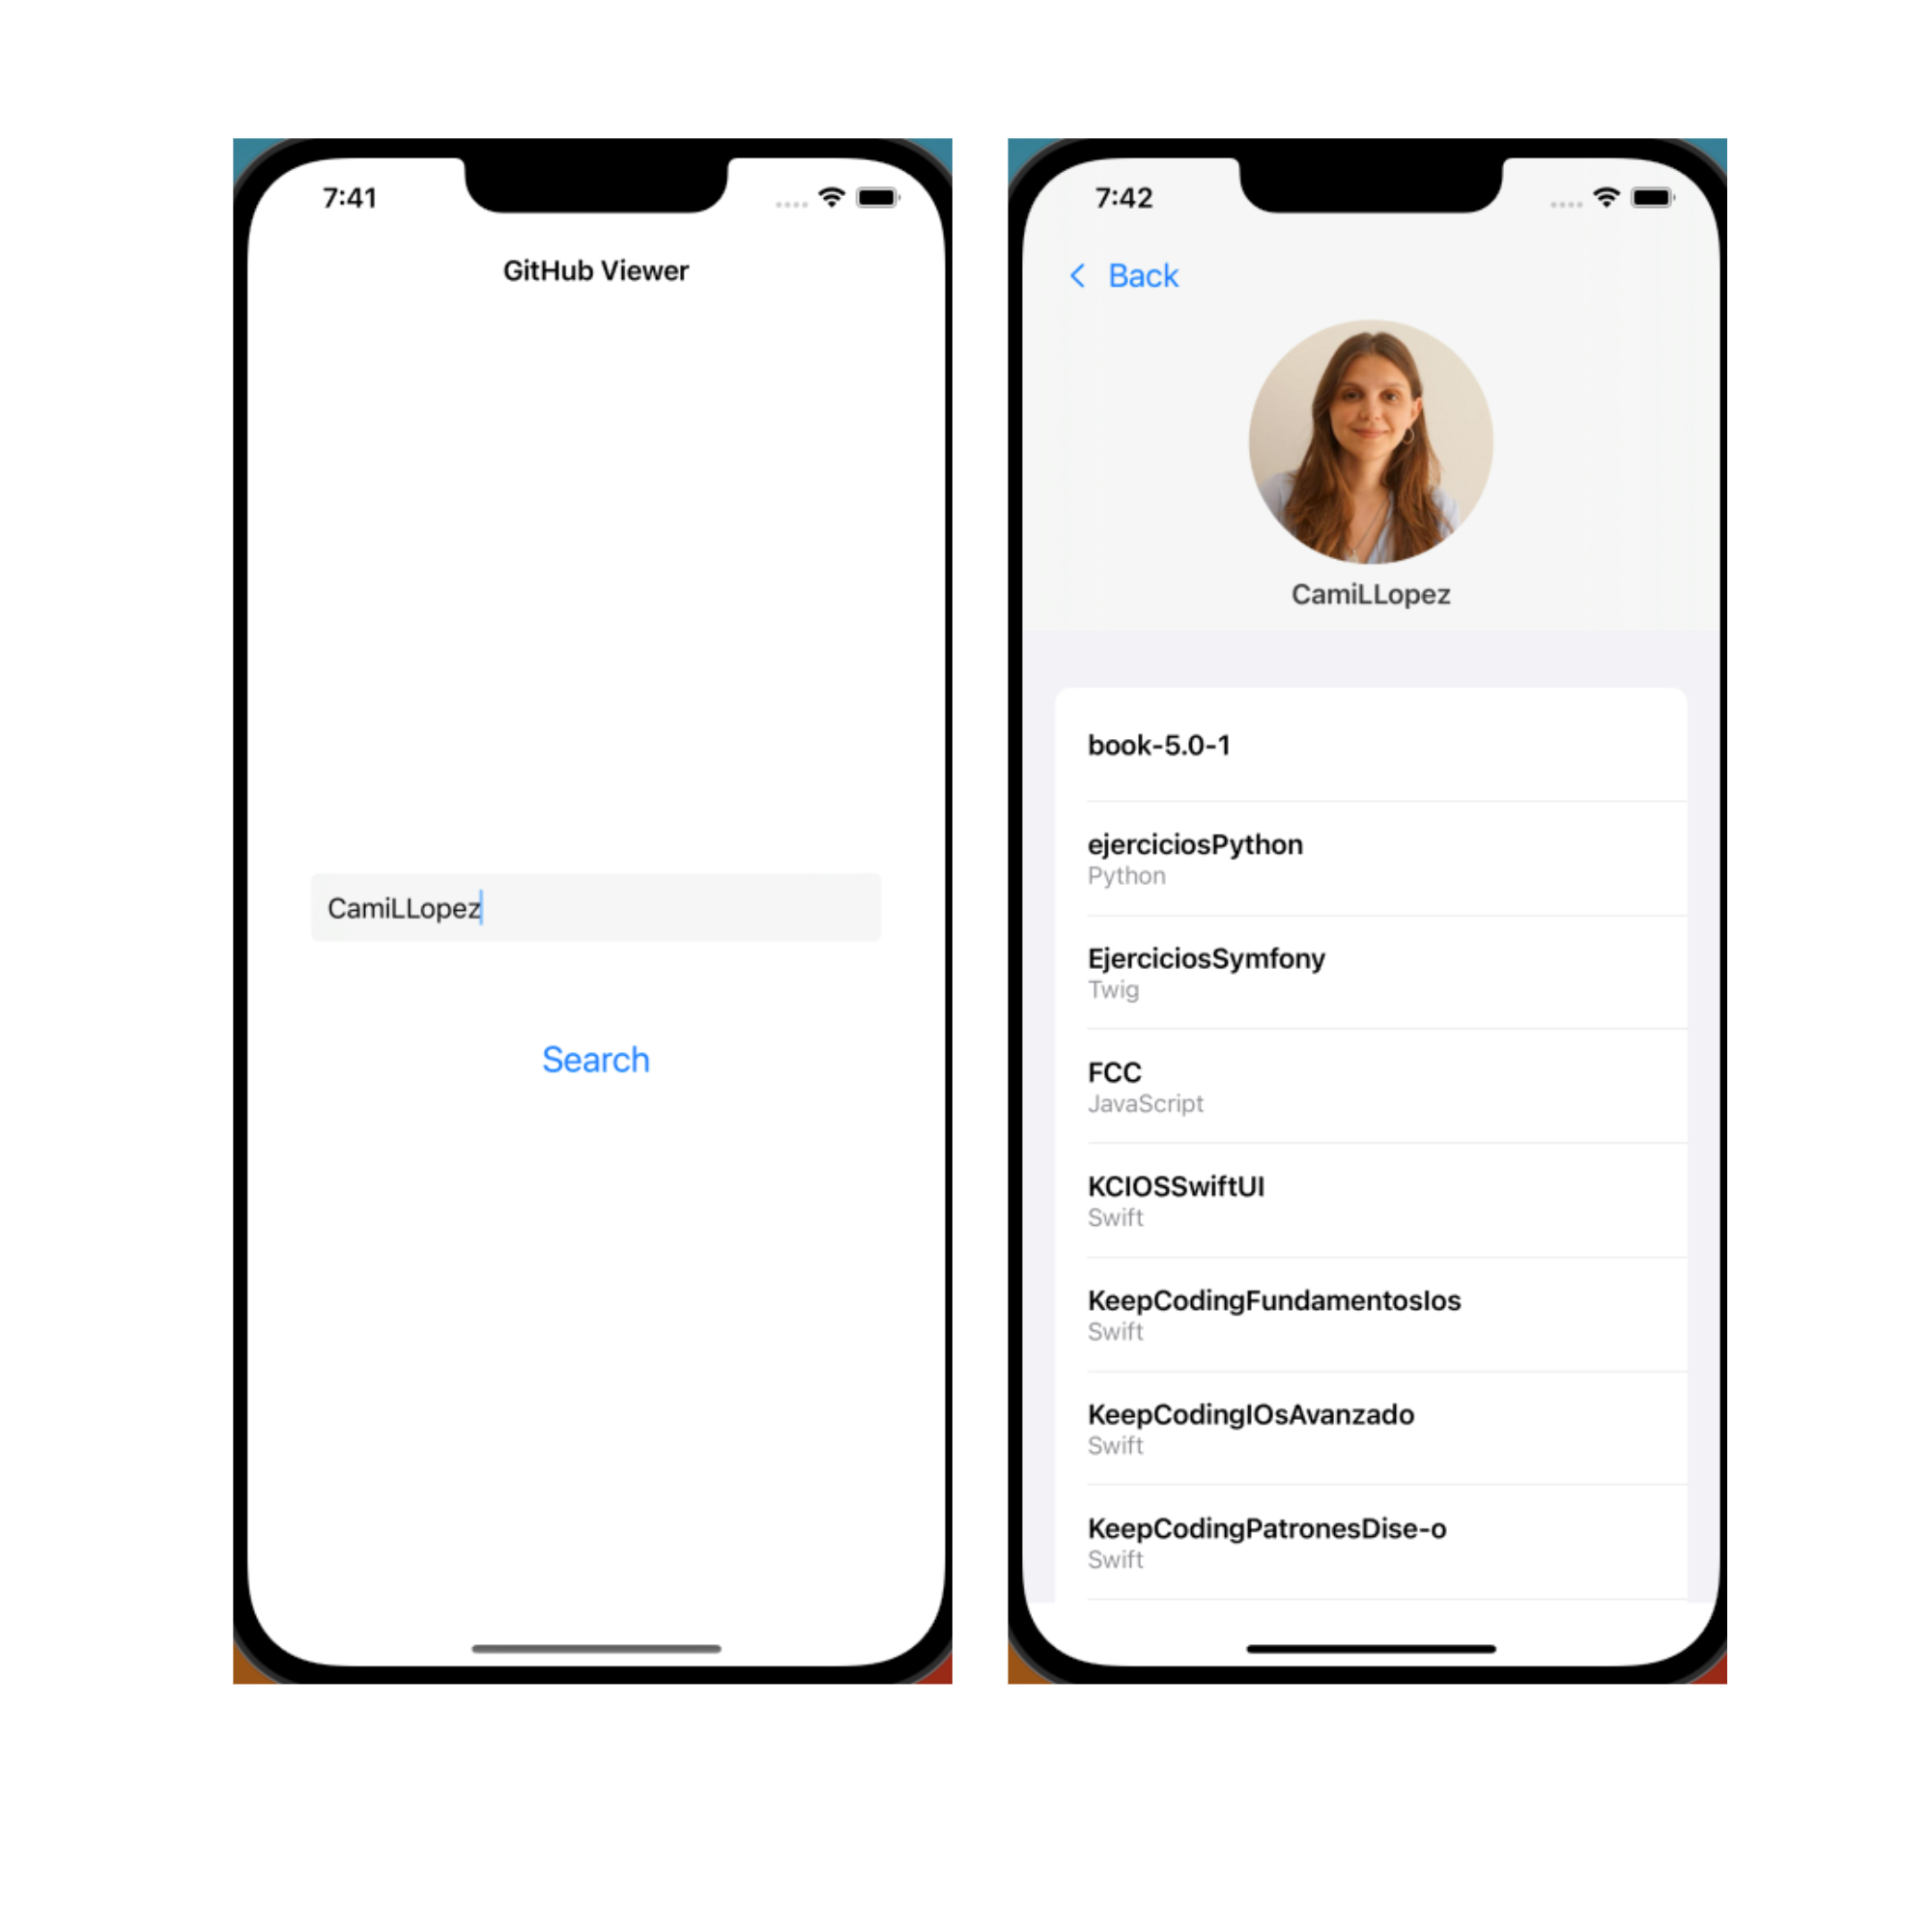 7:41
GitHub Viewer
CamiLLopez
Search
7:42
Back
CamiLLopez
book-5.0-1
ejerciciosPython
Python
EjerciciosSymfony
Twig
FCC
JavaScript
KCIOSSwiftUI
Swift
KeepCodingFundamentosIos
Swift
KeepCodingIOsAvanzado
Swift
KeepCodingPatronesDise-o
Swift